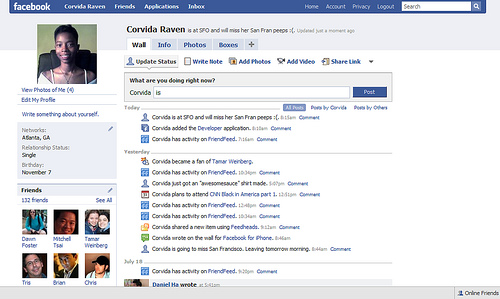 facebook Corvida Raven Friends Applications Inbox Home Account Privacy Logout Search
Corvida Raven is at SFO and will miss her San Fran peeps :(. Updated just a moment ago
Wall Info Photos Boxes +
Update Status Write Note Add Photos Add Video Share Link
What are you doing right now?
Corvida is Post
View Photos of Me (4)
Edit My Profile
Write something about yourself.
Networks:
Atlanta, GA
Relationship Status:
Single
Birthday:
November 7
Friends
132 friends See All
Dawn Foster
Mitchell Tsai
Tamar Weinberg
Tris
Brian
Chris
Today All Posts Posts by Corvida Posts by Others
Corvida is at SFO and will miss her San Fran peeps :(. 8:15am Comment
Corvida added the Developer application. 8:10am Comment
Corvida has activity on FriendFeed. 7:16am Comment
Yesterday
Corvida became a fan of Tamar Weinberg.
Corvida has activity on FriendFeed. 10:24pm Comment
Corvida just got an "awesomesauce" shirt made. 5:07pm Comment
Corvida plans to attend CNN Black in America part 1. 12:51pm Comment
Corvida has activity on FriendFeed. 12:48pm Comment
Corvida has activity on FriendFeed. 10:34am Comment
Corvida shared a new item using Feedheads. 9:12am Comment
Corvida wrote on the wall for Facebook for iPhone. 8:46am
Corvida is going to miss San Francisco. Leaving tomorrow morning. 8:44am Comment
July 18
Corvida has activity on FriendFeed. 9:20pm Comment
Daniel Ha wrote at 5:41pm
Online Friends